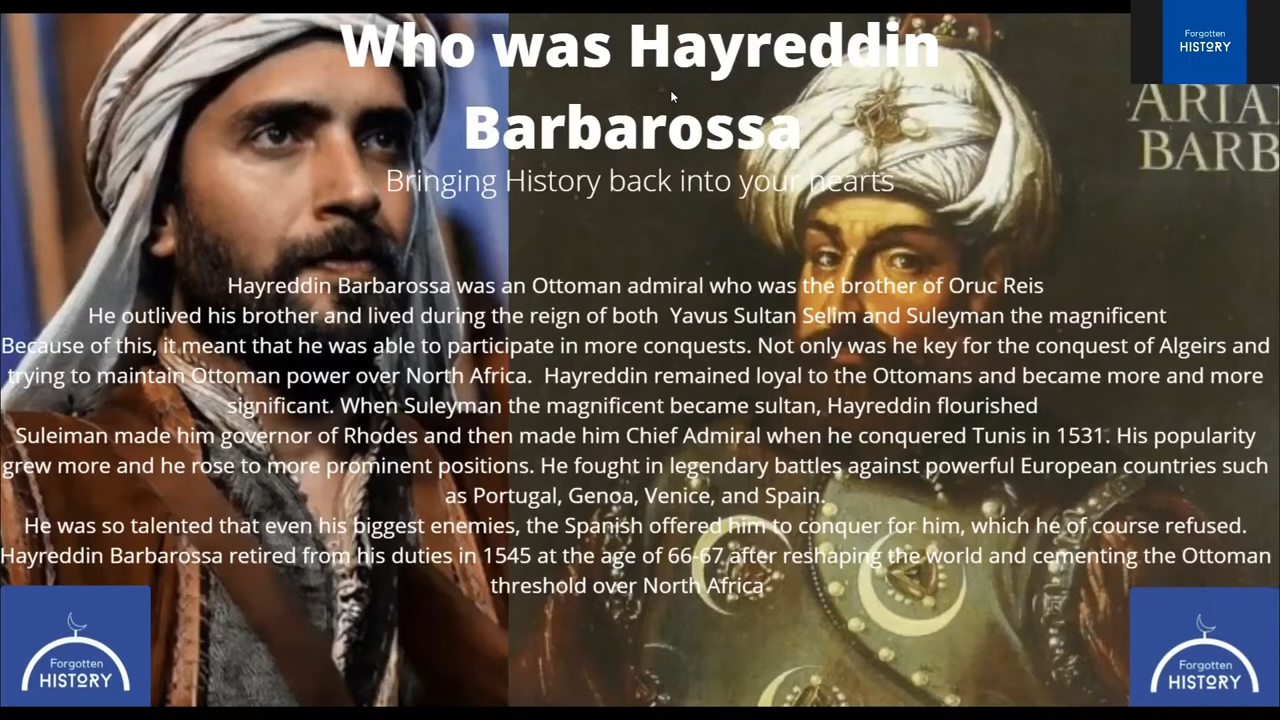 Who was Hayreddin
Barbarossa
Bringing History back into your hearts
Forgotten
HISTORY
ARIA
BARB
Hayreddin Barbarossa was an Ottoman admiral who was the brother of Oruc Reis
He outlived his brother and lived during the reign of both  Yavus Sultan Selim and Suleyman the magnificent
Because of this, it meant that he was able to participate in more conquests. Not only was he key for the conquest of Algeirs and
trying to maintain Ottoman power over North Africa.  Hayreddin remained loyal to the Ottomans and became more and more
significant. When Suleyman the magnificent became sultan, Hayreddin flourished
Suleiman made him governor of Rhodes and then made him Chief Admiral when he conquered Tunis in 1531. His popularity
grew more and he rose to more prominent positions. He fought in legendary battles against powerful European countries such
as Portugal, Genoa, Venice, and Spain.
He was so talented that even his biggest enemies, the Spanish offered him to conquer for him, which he of course refused.
Hayreddin Barbarossa retired from his duties in 1545 at the age of 66-67 after reshaping the world and cementing the Ottoman
threshold over North Africa
Forgotten
HISTORY
Forgotten
HISTORY